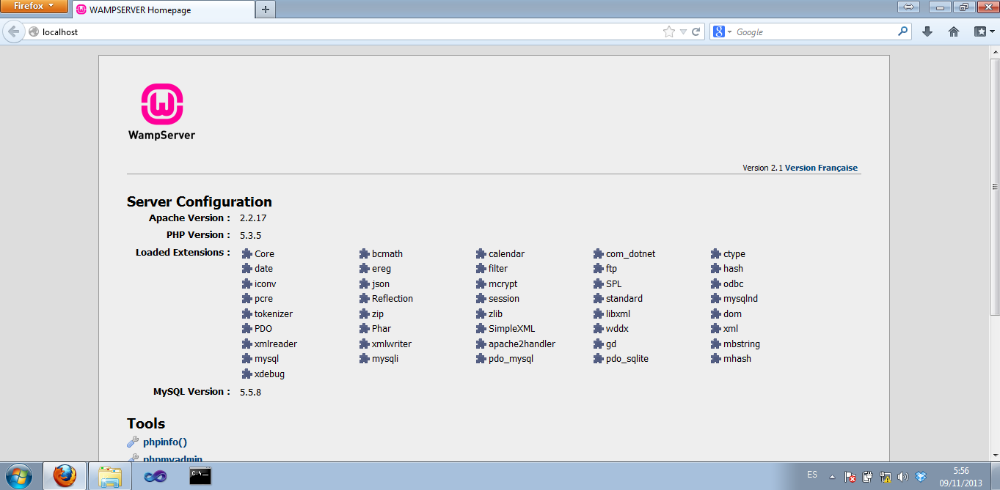 Firefox
WAMPSERVER Homepage
localhost
Google
WampServer
Version 2.1 Version Française
Server Configuration
Apache Version : 2.2.17
PHP Version : 5.3.5
Loaded Extensions : Core bcmath calendar com_dotnet ctype
date ereg filter ftp hash
iconv json mcrypt SPL odbc
pcre Reflection session standard mysqlnd
tokenizer zip zlib libxml dom
PDO Phar SimpleXML wddx xml
xmlreader xmlwriter apache2handler gd mbstring
mysql mysqli pdo_mysql pdo_sqlite mhash
xdebug
MySQL Version : 5.5.8
Tools
phpinfo()
phpmyadmin
C:\_
ES
5:56
09/11/2013